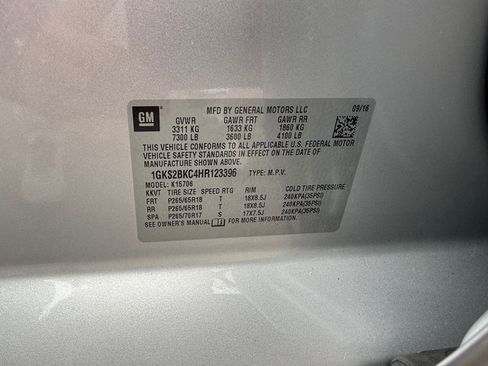 GM
MFD BY GENERAL MOTORS LLC 09/16
GVWR GAWR FRT GAWR RR
3311 KG 1633 KG 1860 KG
7300 LB 3600 LB 4100 LB
THIS VEHICLE CONFORMS TO ALL APPLICABLE U.S. FEDERAL MOTOR
VEHICLE SAFETY STANDARDS IN EFFECT ON THE DATE OF
MANUFACTURE SHOWN ABOVE.
1GKS2BKC4HR123396 TYPE: M.P.V.
MODEL: K15706
KKVT TIRE SIZE SPEED RTG RIM COLD TIRE PRESSURE
FRT P265/65R18 T 18X8.5J 240KPA(35PSI)
RR P265/65R18 T 18X8.5J 240KPA(35PSI)
SPA P265/70R17 S 17X7.5J 240KPA(35PSI)
SEE OWNER'S MANUAL FOR MORE INFORMATION.